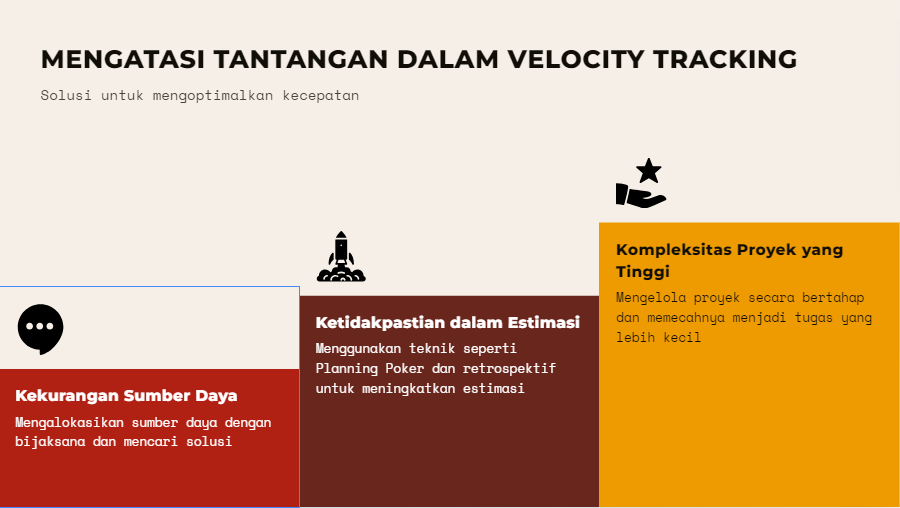 MENGATASI TANTANGAN DALAM VELOCITY TRACKING
Solusi untuk mengoptimalkan kecepatan
Kekurangan Sumber Daya
Mengalokasikan sumber daya dengan
bijaksana dan mencari solusi
Ketidakpastian dalam Estimasi
Menggunakan teknik seperti
Planning Poker dan retrospektif
untuk meningkatkan estimasi
Kompleksitas Proyek yang
Tinggi
Mengelola proyek secara bertahap
dan memecahnya menjadi tugas yang
lebih kecil